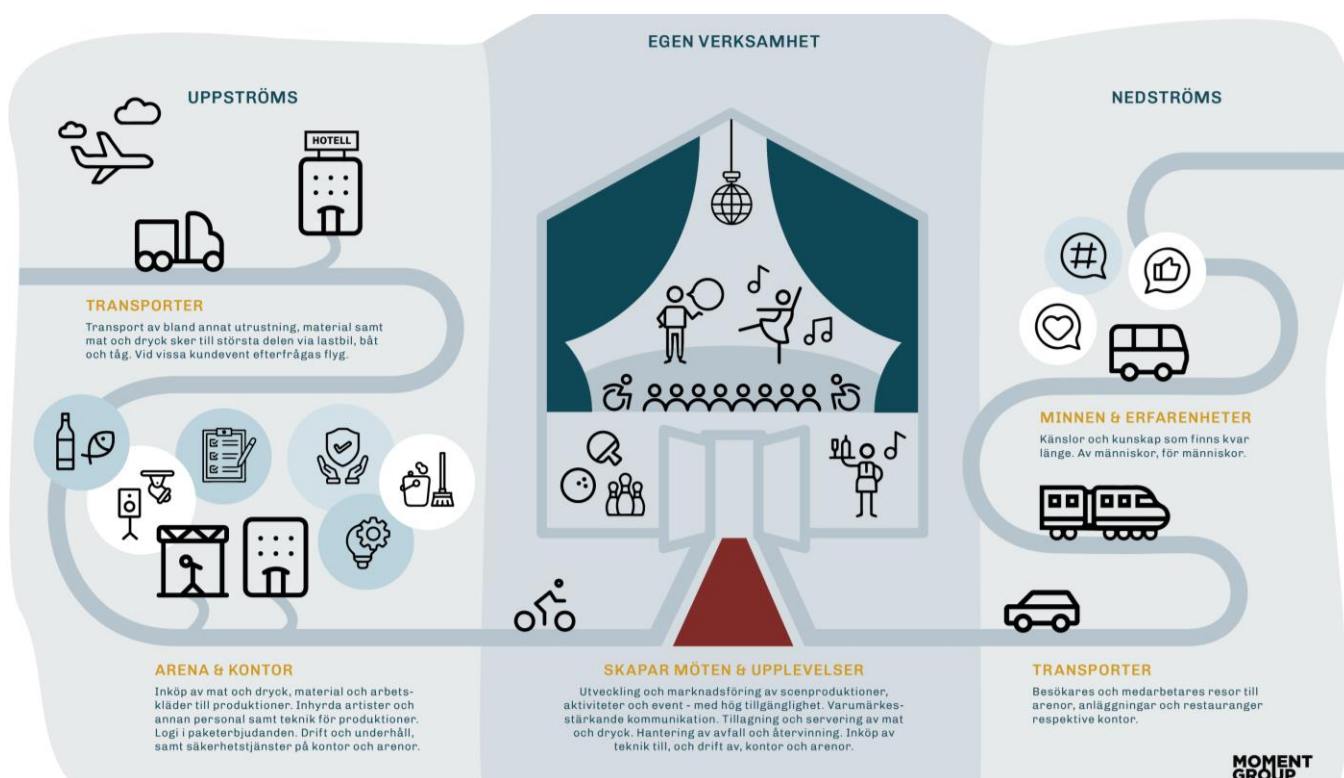 EGEN VERKSAMHET
UPPSTRÖMS
NEDSTRÖMS
HOTELL
TRANSPORTER
Transport av bland annat utrustning, material samt
mat och dryck sker till största delen via lastbil, båt
och tåg. Vid vissa kundevent efterfrågas flyg.
ARENA & KONTOR
Inköp av mat och dryck, material och arbets-
kläder till produktioner. Inhyrda artister och
annan personal samt teknik för produktioner.
Logi i paketerbjudanden. Drift och underhåll,
samt säkerhetstjänster på kontor och arenor.
SKAPAR MÖTEN & UPPLEVELSER
Utveckling och marknadsföring av scenproduktioner,
aktiviteter och event - med hög tillgänglighet. Varumärkes-
stärkande kommunikation. Tillagning och servering av mat
och dryck. Hantering av avfall och återvinning. Inköp av
teknik till, och drift av, kontor och arenor.
#
MINNEN & ERFARENHETER
Känslor och kunskap som finns kvar
länge. Av människor, för människor.
TRANSPORTER
Besökares och medarbetares resor till
arenor, anläggningar och restauranger
respektive kontor.
MOMENT
GROUP